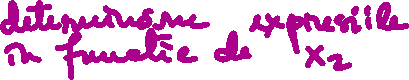 determinăm expresiile
în funcție de x₂